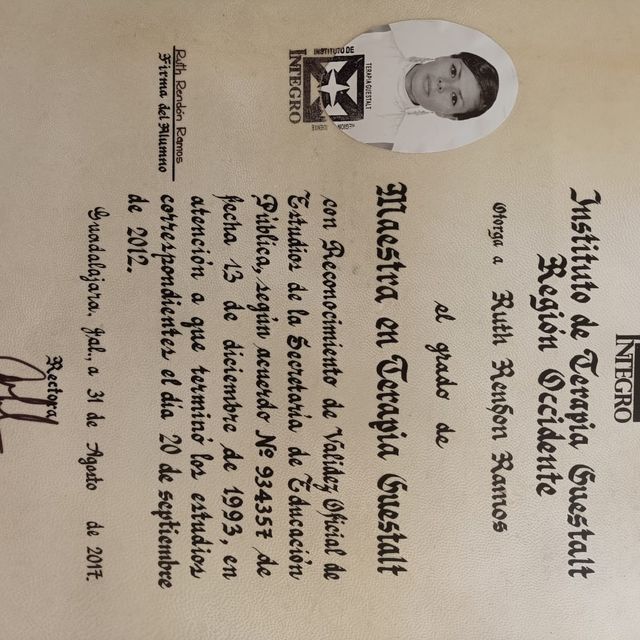 INTEGRO
Instituto de Terapia Guestalt
Región Occidente
Otorga a Ruth Rendon Ramos
el grado de
Maestra en Terapia Guestalt
con Reconocimiento de Validez Oficial de
Estudios de la Secretaría de Educación
Pública, según acuerdo Nº 934357 de
fecha 13 de diciembre de 1993, en
atención a que terminó los estudios
correspondientes el día 20 de septiembre
de 2012.
Guadalajara, Jal., a 31 de Agosto de 2017.
Rectora
INSTITUTO DE
TERAPIA GUESTALT
REGION
INTEGRO
Ruth Rendón Ramos
Firma del Alumno